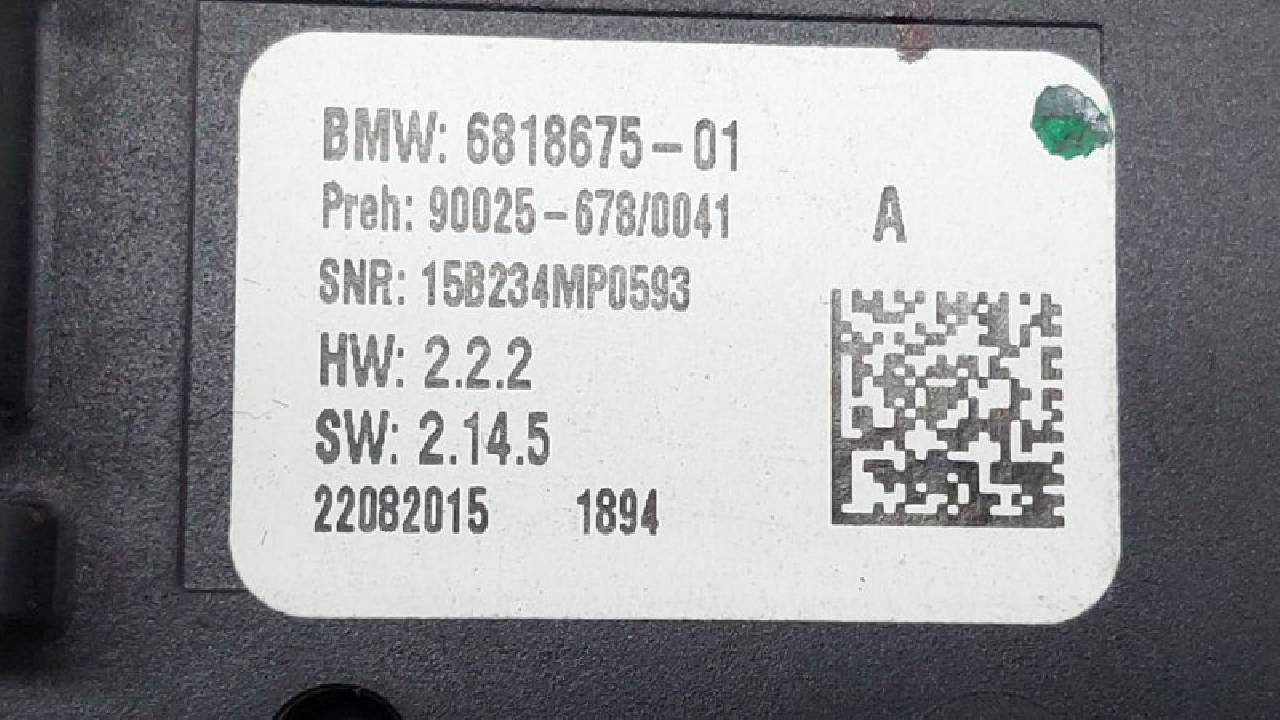 BMW: 6818675-01
Preh: 90025-678/0041
A
SNR: 15B234MP0593
HW: 2.2.2
SW: 2.14.5
22082015 1894